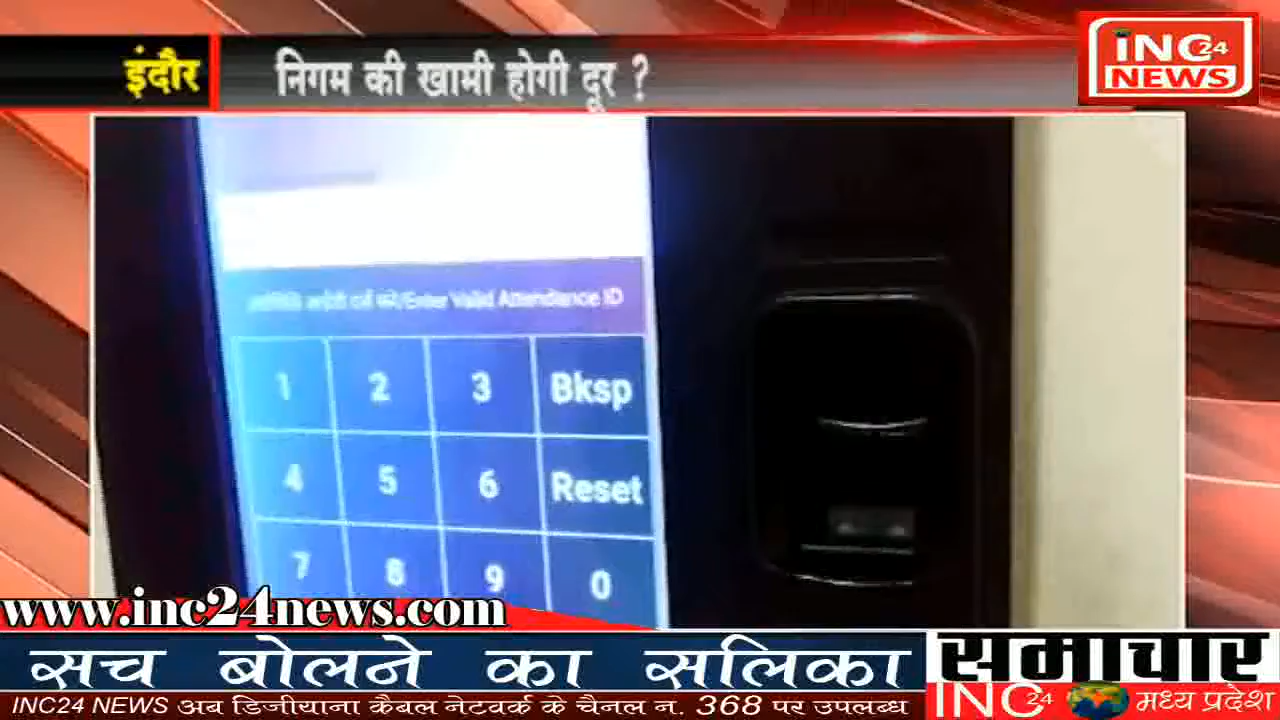 इंदौर
निगम की खामी होगी दूर ?
iNC 24
NEWS
दर्ज करे/Enter Valid Attendance ID
1 2 3 Bksp
4 5 6 Reset
7 8 9 0
www.inc24news.com
सच बोलने का सलिका
समाचार
INC24 NEWS अब डिजीयाना कैबल नेटवर्क के चैनल न. 368 पर उपलब्ध
INC 24 मध्य प्रदेश